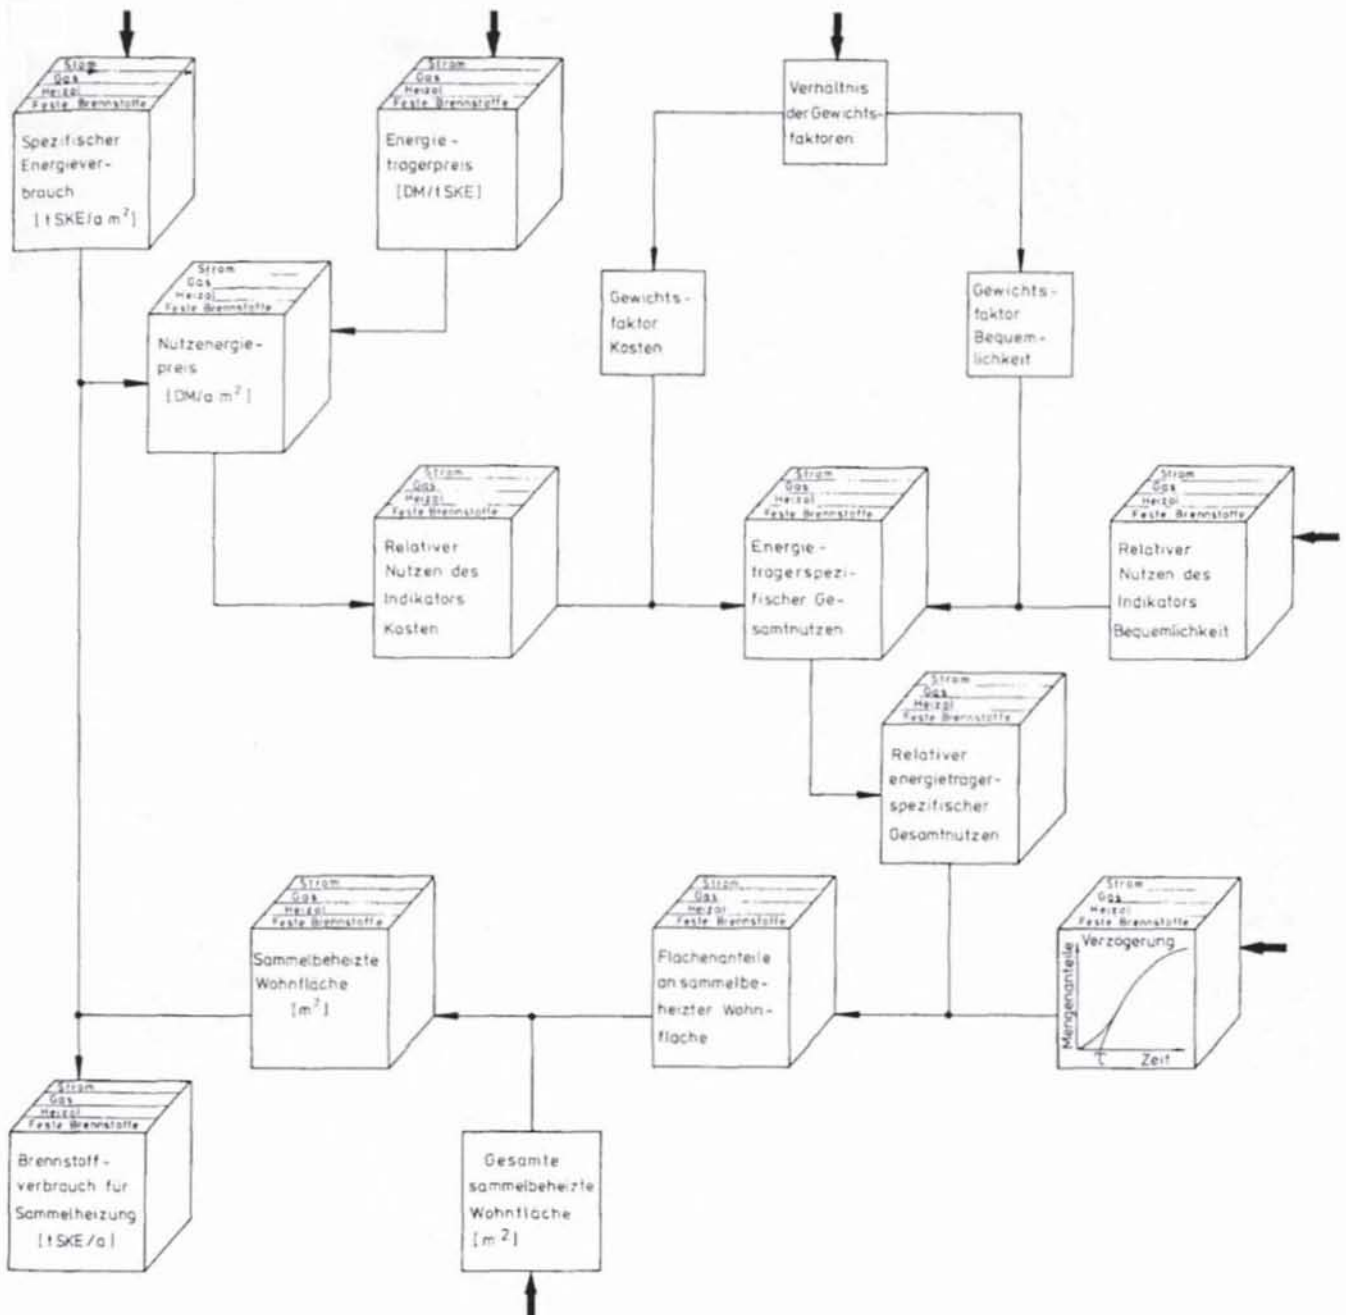 Strom
Gas
Heizöl
Feste Brennstoffe
Spezifischer
Energiever-
brauch
[tSKE/a m²]
Strom
Gas
Heizöl
Feste Brennstoffe
Energie-
trägerpreis
[DM/tSKE]
Verhältnis
der Gewichts-
faktoren
Strom
Gas
Heizöl
Feste Brennstoffe
Nutzenergie-
preis
[DM/a m²]
Gewichts-
faktor
Kosten
Gewichts-
faktor
Bequem-
lichkeit
Strom
Gas
Heizöl
Feste Brennstoffe
Relativer
Nutzen des
Indikators
Kosten
Strom
Gas
Heizöl
Feste Brennstoffe
Energie-
trägerspezi-
fischer Ge-
samtnutzen
Strom
Gas
Heizöl
Feste Brennstoffe
Relativer
Nutzen des
Indikators
Bequemlichkeit
Strom
Gas
Heizöl
Feste Brennstoffe
Relativer
energieträger-
spezifischer
Gesamtnutzen
Strom
Gas
Heizöl
Feste Brennstoffe
Sammelbeheizte
Wohnfläche
[m²]
Strom
Gas
Heizöl
Feste Brennstoffe
Flächenanteile
an sammelbe-
heizter Wohn-
fläche
Strom
Gas
Heizöl
Feste Brennstoffe
Verzögerung
Mengenanteile
τ Zeit
Strom
Gas
Heizöl
Feste Brennstoffe
Brennstoff-
verbrauch für
Sammelheizung
[tSKE/a]
Gesamte
sammelbeheizte
Wohnfläche
[m²]